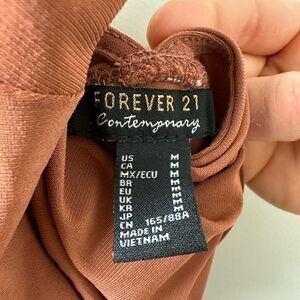 FOREVER 21
Contemporary
US M
CA M
MX/ECU M
BR M
EU M
UK M
KR M
JP M
CN 165/88A
MADE IN
VIETNAM